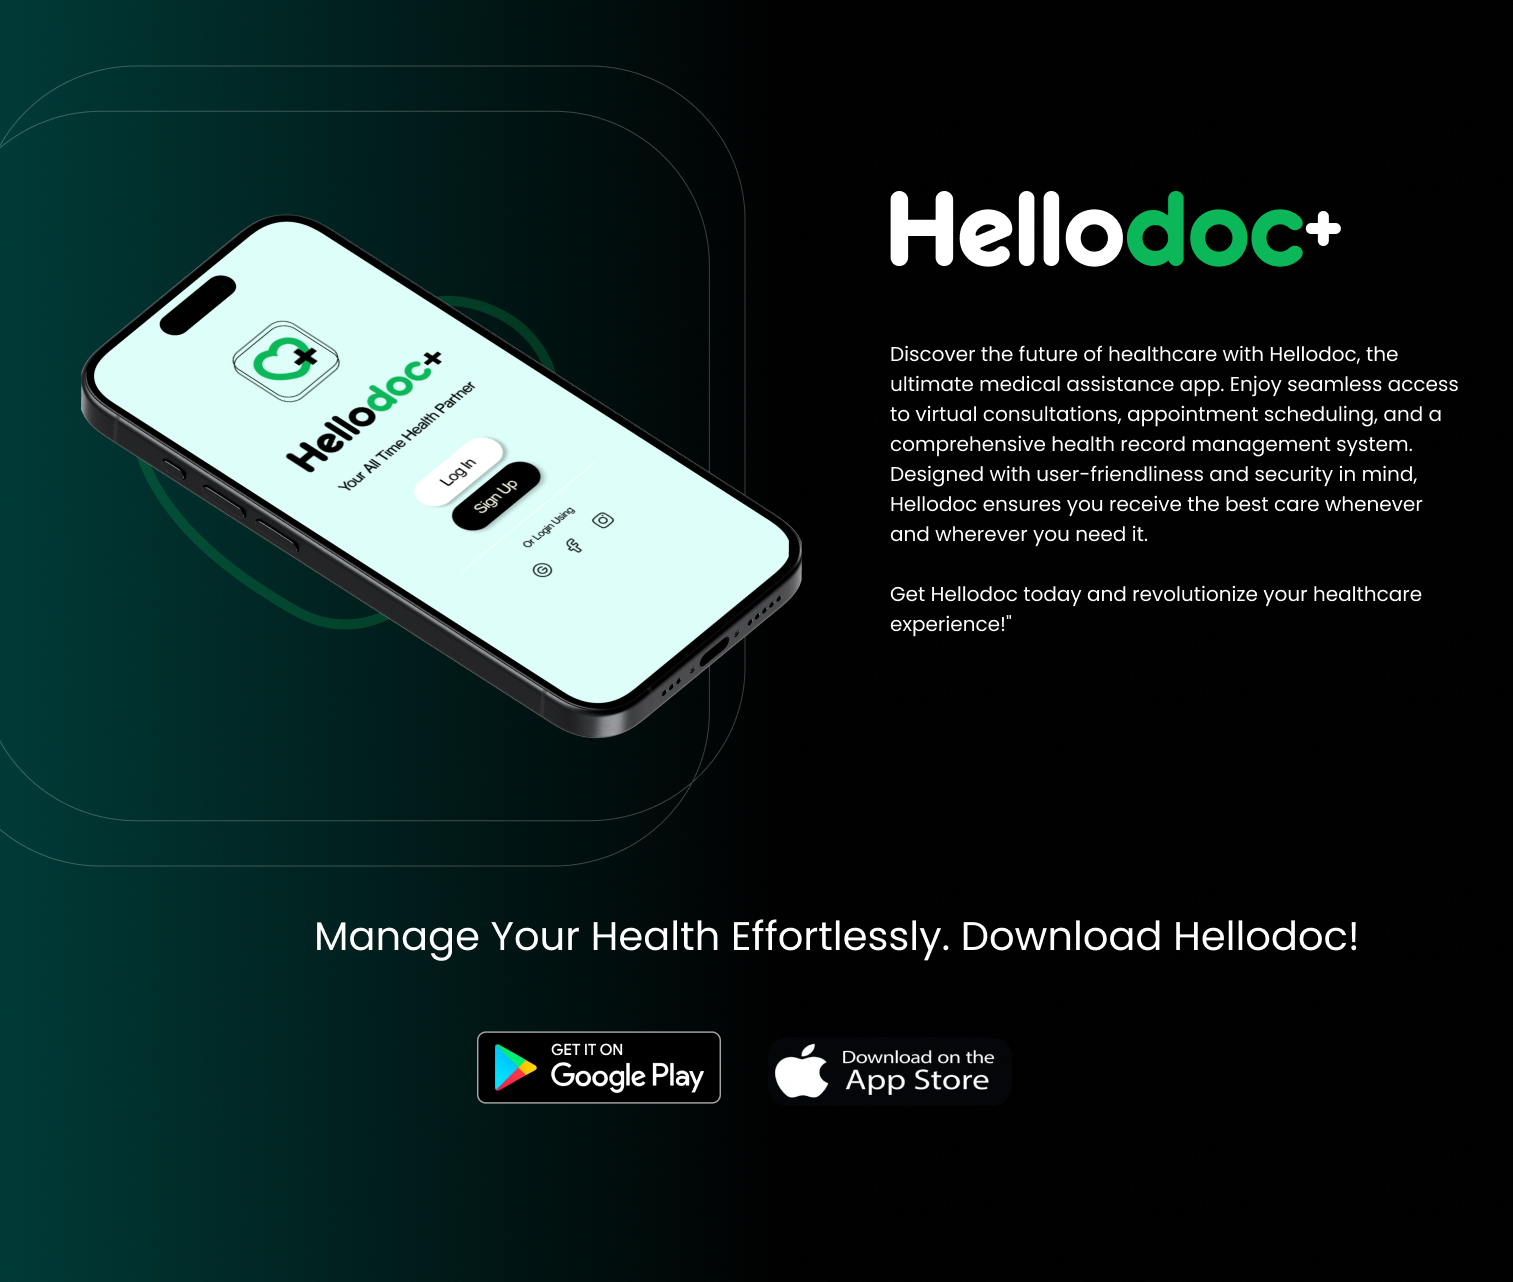 Hellodoc+
Your All Time Health Partner
Log In
Sign Up
Or Login Using
G
Hellodoc+
Discover the future of healthcare with Hellodoc, the
ultimate medical assistance app. Enjoy seamless access
to virtual consultations, appointment scheduling, and a
comprehensive health record management system.
Designed with user-friendliness and security in mind,
Hellodoc ensures you receive the best care whenever
and wherever you need it.
Get Hellodoc today and revolutionize your healthcare
experience!"
Manage Your Health Effortlessly. Download Hellodoc!
GET IT ON
Google Play
Download on the
App Store